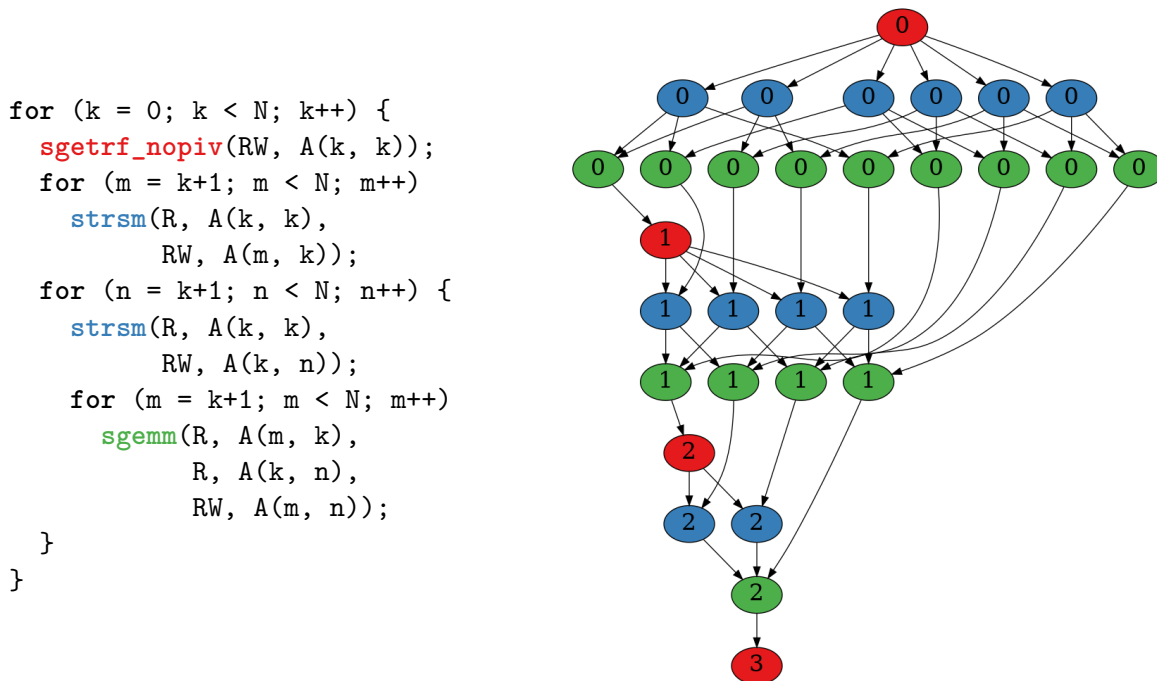 for (k = 0; k < N; k++) {
sgetrf_nopiv(RW, A(k, k));
for (m = k+1; m < N; m++)
strsm(R, A(k, k),
RW, A(m, k));
for (n = k+1; n < N; n++) {
strsm(R, A(k, k),
RW, A(k, n));
for (m = k+1; m < N; m++)
sgemm(R, A(m, k),
R, A(k, n),
RW, A(m, n));
}
}
0
0 0 0 0 0 0
0 0 0 0 0 0 0 0 0
1
1 1 1 1
1 1 1 1
2
2 2
2
3